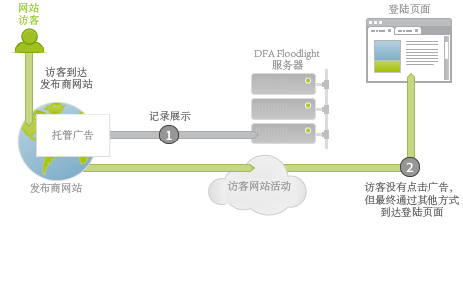 网站
访客
登陆页面
DFA Floodlight
服务器
访客到达
发布商网站
记录展示
托管广告
1
2
发布商网站
访客网站活动
访客没有点击广告，
但最终通过其他方式
到达登陆页面